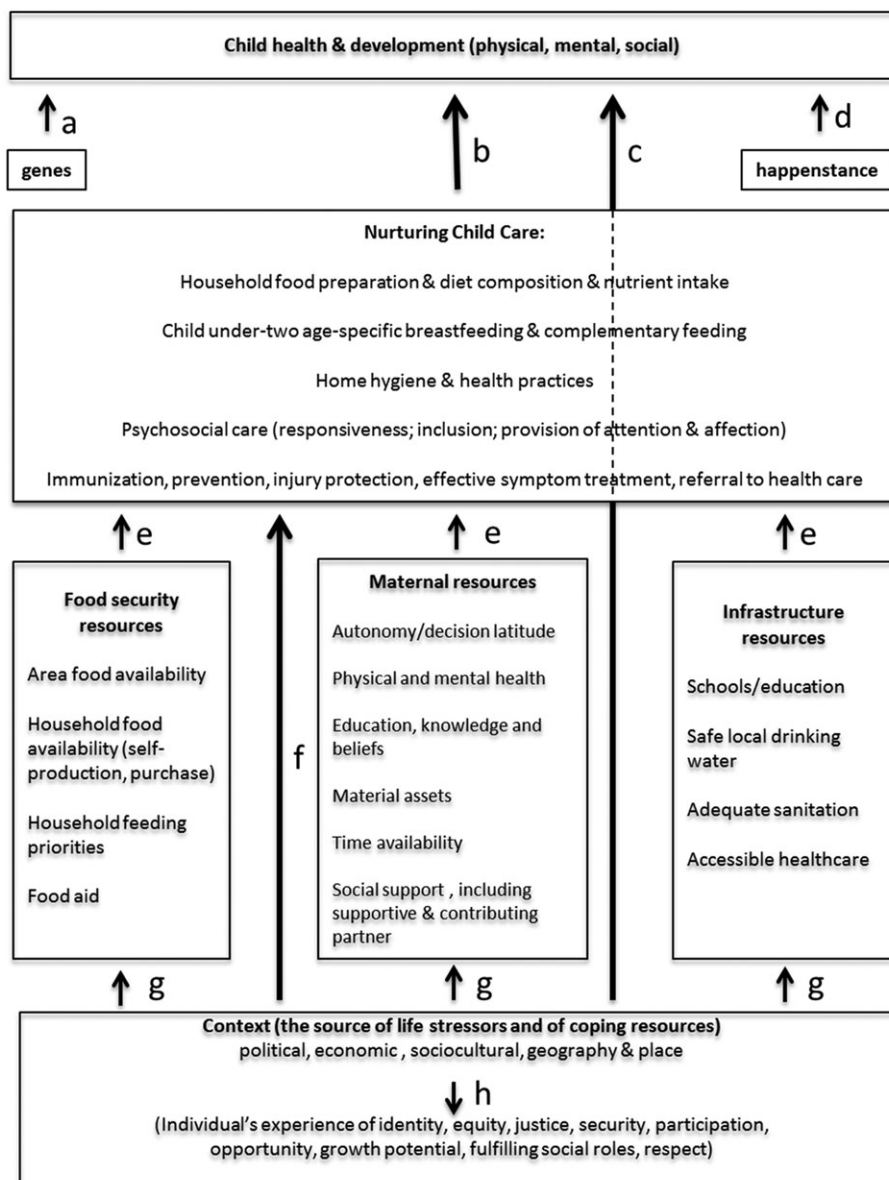 Child health & development (physical, mental, social)
a
b
c
d
genes
happenstance
Nurturing Child Care:
Household food preparation & diet composition & nutrient intake
Child under-two age-specific breastfeeding & complementary feeding
Home hygiene & health practices
Psychosocial care (responsiveness; inclusion; provision of attention & affection)
Immunization, prevention, injury protection, effective symptom treatment, referral to health care
e
e
e
Food security
resources
Area food availability
Household food
availability (self-
production, purchase)
Household feeding
priorities
Food aid
f
Maternal resources
Autonomy/decision latitude
Physical and mental health
Education, knowledge and
beliefs
Material assets
Time availability
Social support , including
supportive & contributing
partner
Infrastructure
resources
Schools/education
Safe local drinking
water
Adequate sanitation
Accessible healthcare
g
g
g
Context (the source of life stressors and of coping resources)
political, economic , sociocultural, geography & place
h
(Individual's experience of identity, equity, justice, security, participation,
opportunity, growth potential, fulfilling social roles, respect)